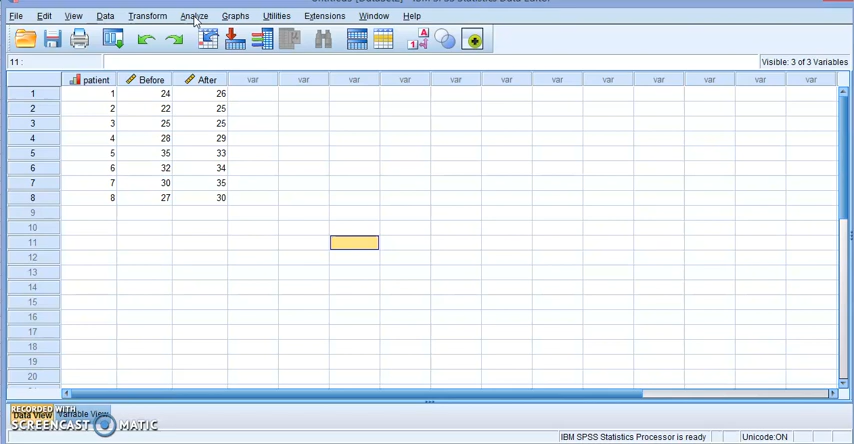 File Edit View Data Transform Analyze Graphs Utilities Extensions Window Help
11 : Visible: 3 of 3 Variables
patient Before After var var var var var var var var var var var var
1 1 24 26
2 2 22 25
3 3 25 25
4 4 28 29
5 5 35 33
6 6 32 34
7 7 30 35
8 8 27 30
9
10
11
12
13
14
15
16
17
18
19
20
RECORDED WITH
Data View Variable View
SCREENCAST MATIC
IBM SPSS Statistics Processor is ready Unicode:ON